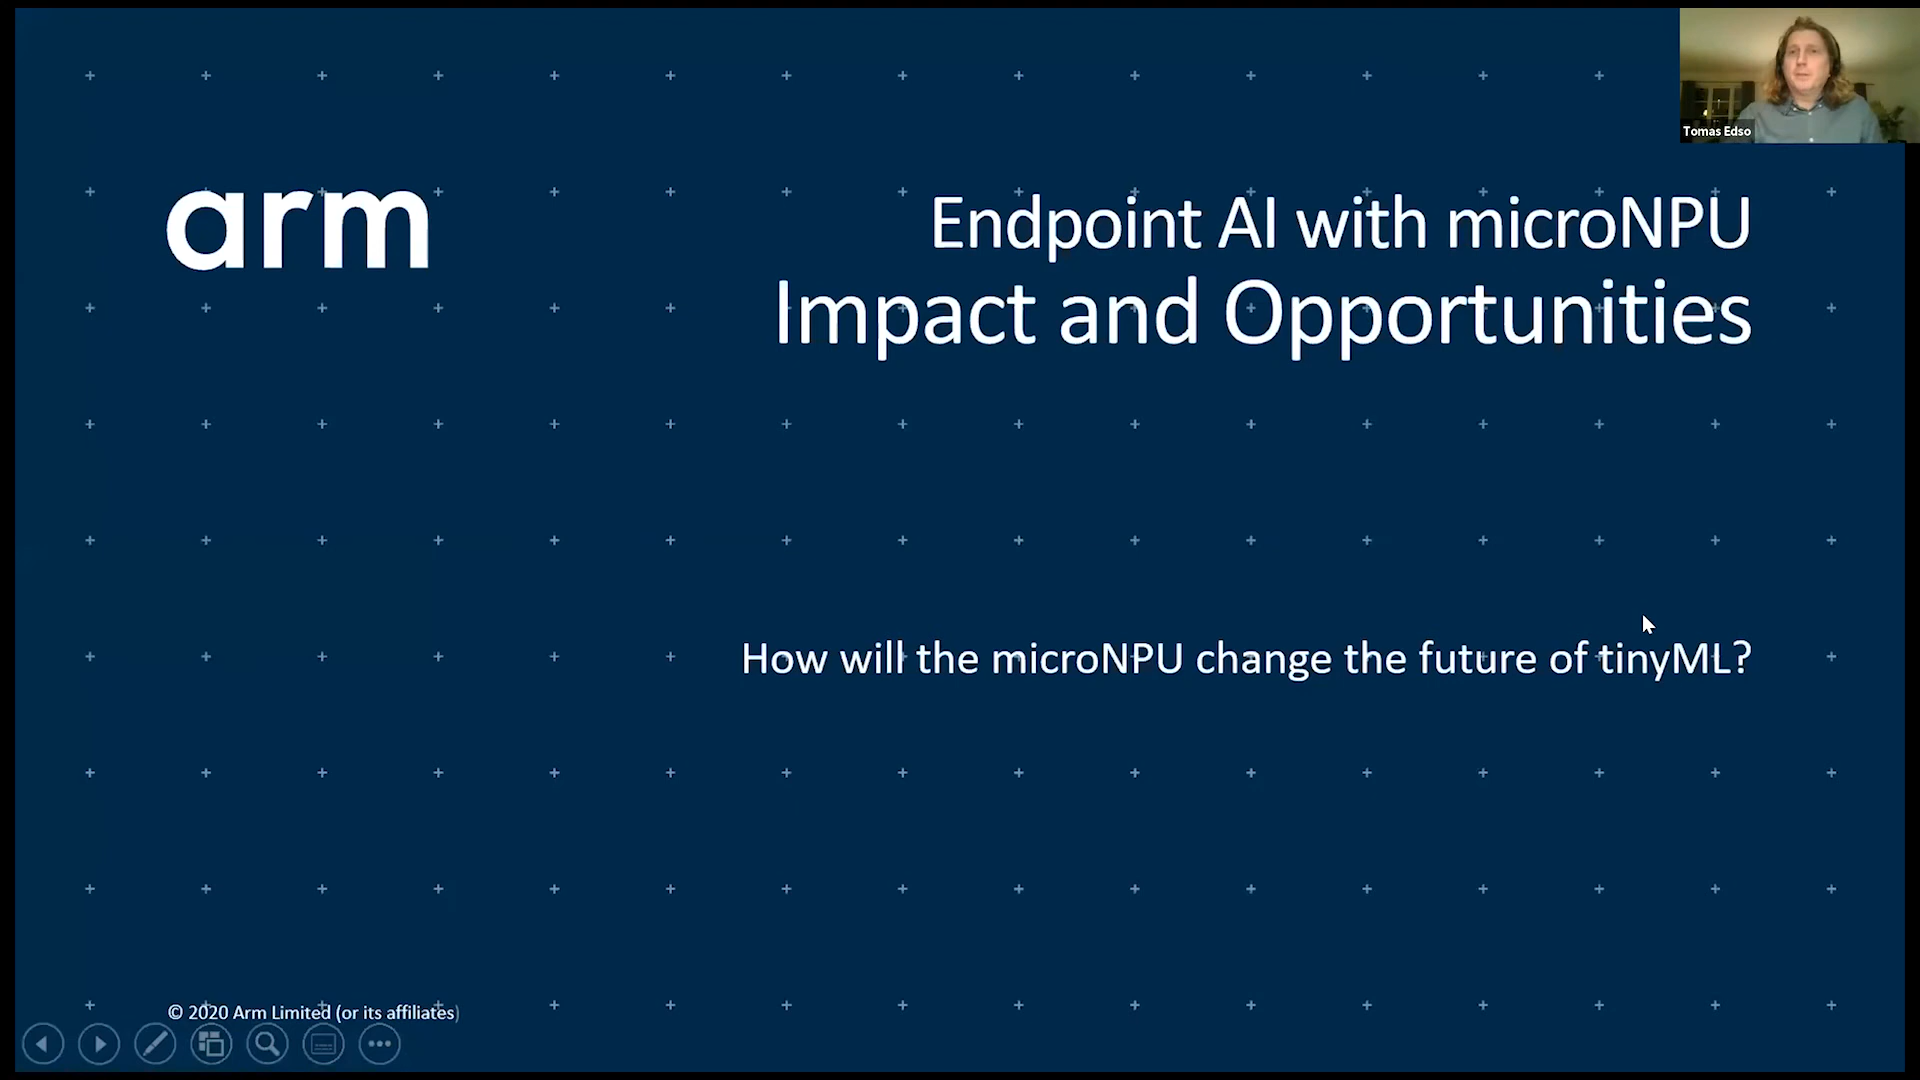 Tomas Edso
arm
Endpoint AI with microNPU
Impact and Opportunities
How will the microNPU change the future of tinyML?
© 2020 Arm Limited (or its affiliates)